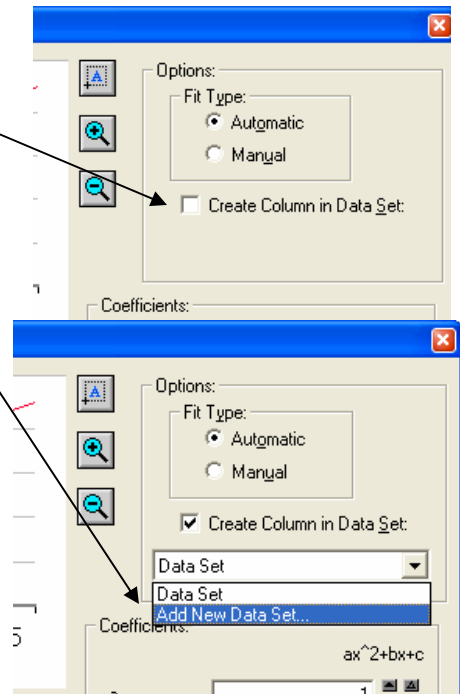 A
Options:
Fit Type:
Automatic
Manual
Create Column in Data Set:
Coefficients:
A
Options:
Fit Type:
Automatic
Manual
Create Column in Data Set:
Data Set
Data Set
Add New Data Set...
Coefficients:
5
ax^2+bx+c
1